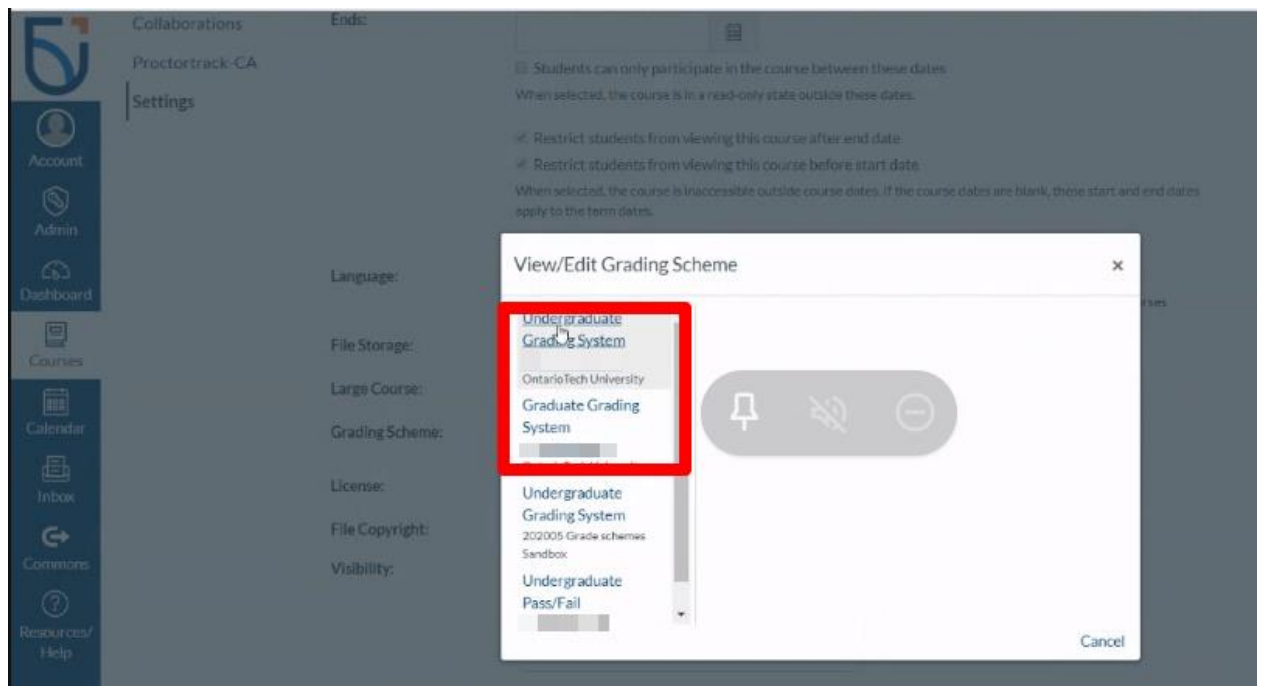 Collaborations
Proctortrack-CA
Settings
Account
Admin
Dashboard
Courses
Calendar
Inbox
Commons
Resources/
Help
Ends:
Students can only participate in the course between these dates
When selected, the course is in a read-only state outside these dates.
Restrict students from viewing this course after end date
Restrict students from viewing this course before start date
When selected, the course is inaccessible outside course dates. If the course dates are blank, these start and end dates
apply to the term dates.
Language:
File Storage:
Large Course:
Grading Scheme:
License:
File Copyright:
Visibility:
View/Edit Grading Scheme
×
Undergraduate
Grading System
OntarioTech University
Graduate Grading
System
Undergraduate
Grading System
202005 Grade schemes
Sandbox
Undergraduate
Pass/Fail
Cancel